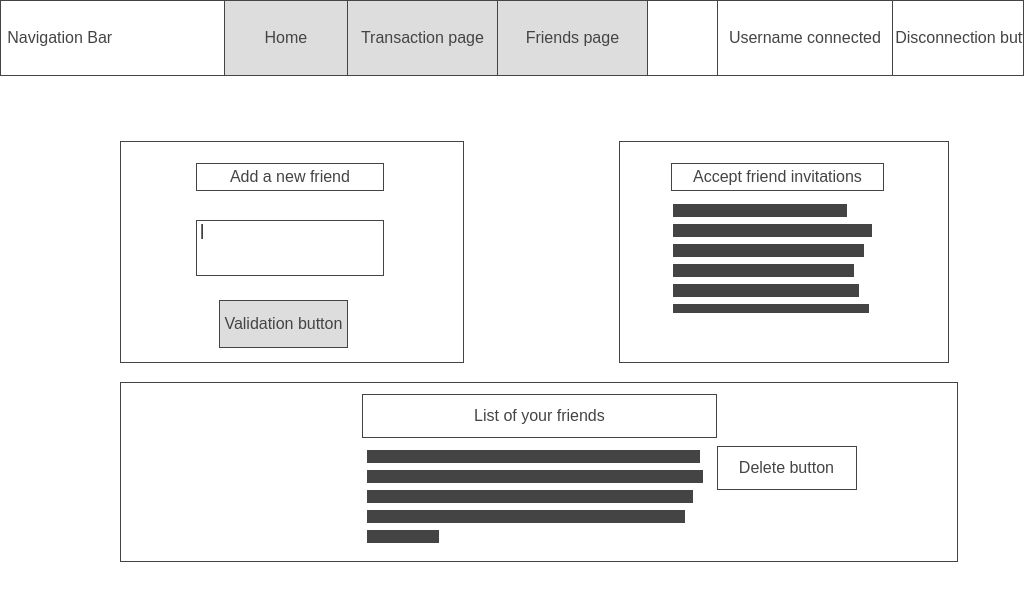 Navigation Bar
Home
Transaction page
Friends page
Username connected
Disconnection but
Add a new friend
Accept friend invitations
Validation button
List of your friends
Delete button